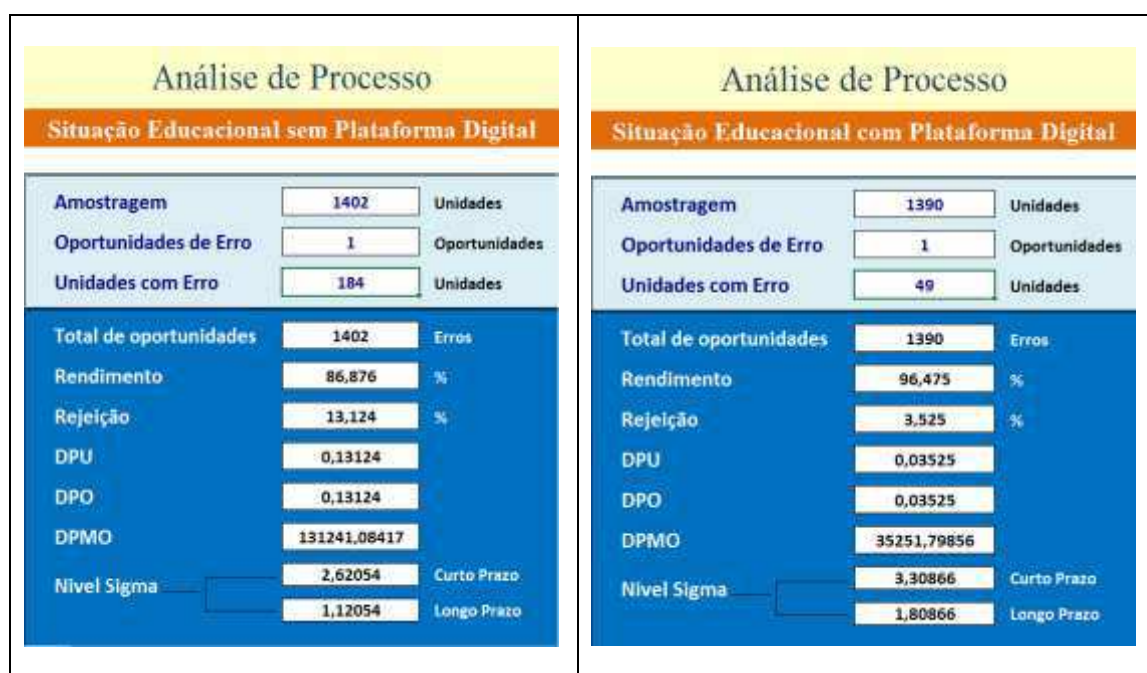 Análise de Processo
Situação Educacional sem Plataforma Digital
Amostragem 1402 Unidades
Oportunidades de Erro 1 Oportunidades
Unidades com Erro 184 Unidades
Total de oportunidades 1402 Erros
Rendimento 86,876 %
Rejeição 13,124 %
DPU 0,13124
DPO 0,13124
DPMO 131241,08417
Nivel Sigma 2,62054 Curto Prazo
1,12054 Longo Prazo
Análise de Processo
Situação Educacional com Plataforma Digital
Amostragem 1390 Unidades
Oportunidades de Erro 1 Oportunidades
Unidades com Erro 49 Unidades
Total de oportunidades 1390 Erros
Rendimento 96,475 %
Rejeição 3,525 %
DPU 0,03525
DPO 0,03525
DPMO 35251,79856
Nivel Sigma 3,30866 Curto Prazo
1,80866 Longo Prazo